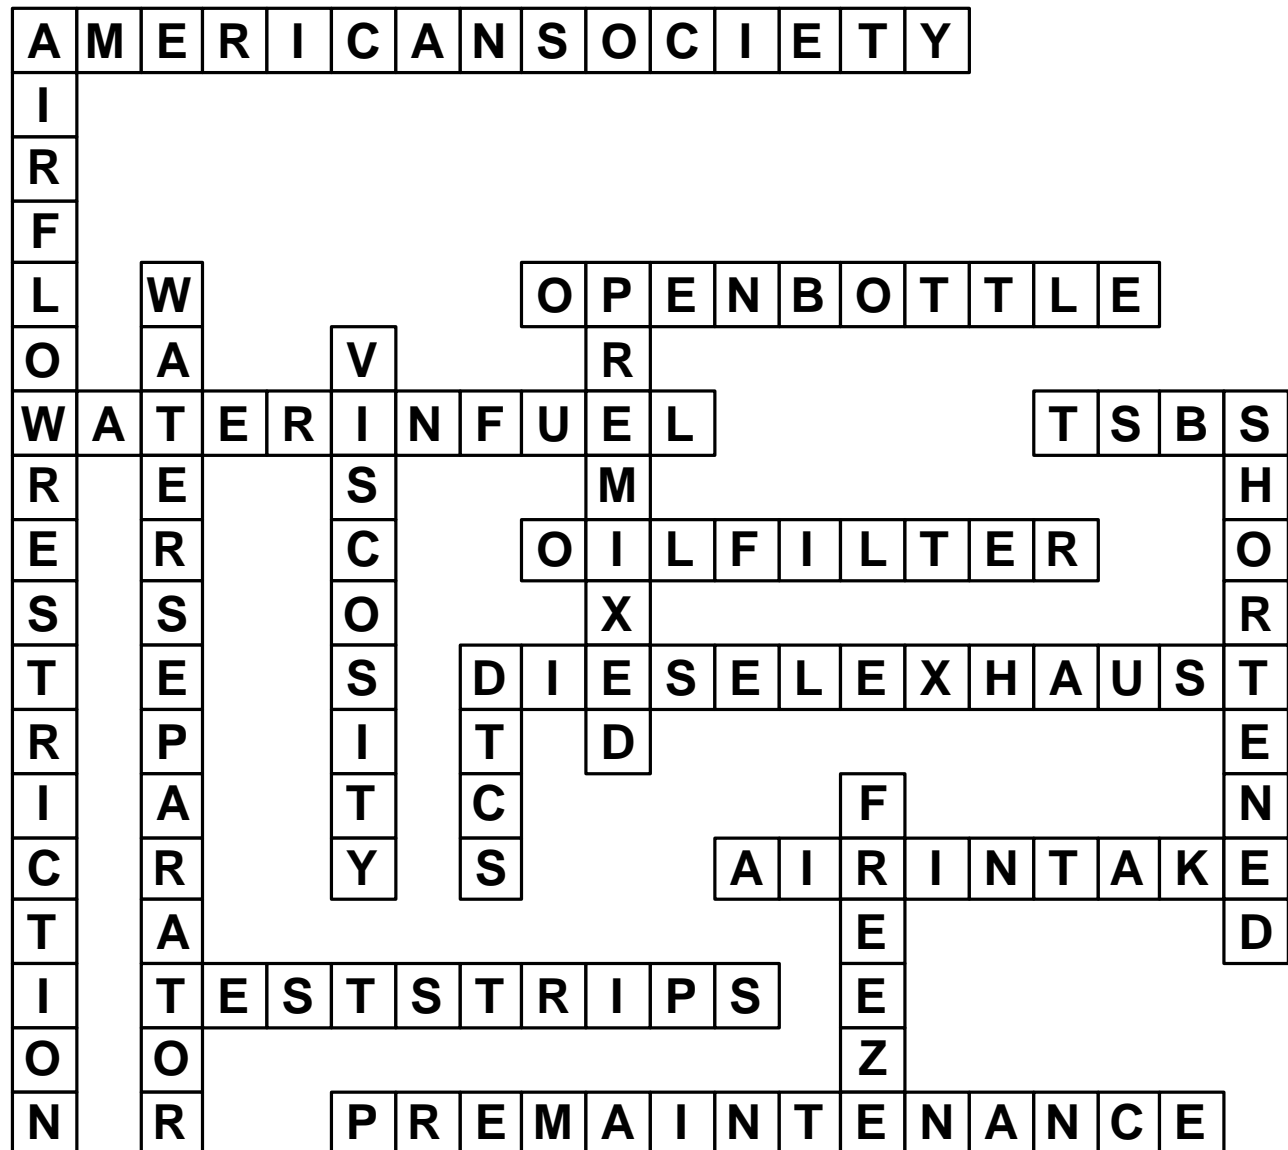 AMERICANSOCIETY
AIRFLOWRESTRICTION
WATERSEPARATOR
OPENBOTTLE
PREMIXED
VISCOSITY
WATERINFUEL
TSBS
SHORTENED
OILFILTER
DIESELEXHAUST
DTCS
FREEZE
AIRINTAKE
TESTSTRIPS
PREMAINTENANCE